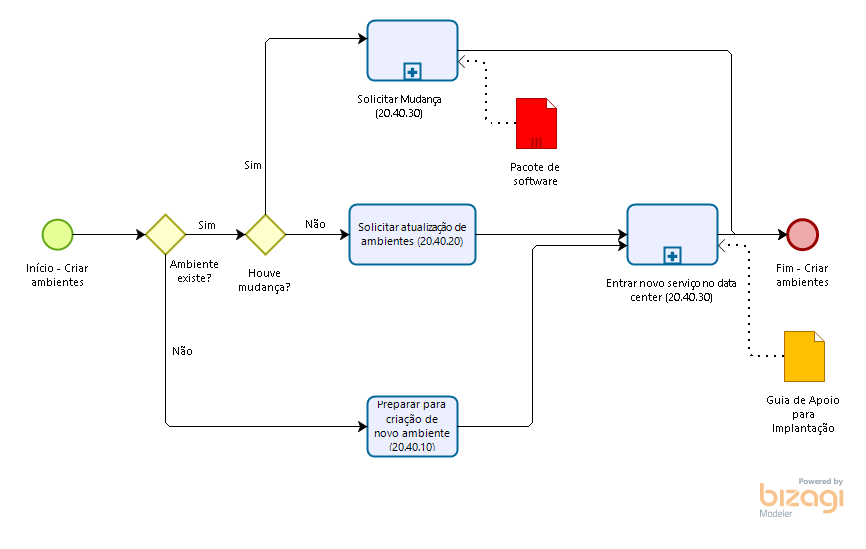 Solicitar Mudança
(20.40.30)
Sim
Pacote de
software
Início - Criar
ambientes
Ambiente
existe?
Sim
Houve
mudança?
Não
Solicitar atualização de
ambientes (20.40.20)
Entrar novo serviço no data
center (20.40.30)
Fim - Criar
ambientes
Não
Preparar para
criação de
novo ambiente
(20.40.10)
Guia de Apoio
para
Implantação
Powered by
bizagi
Modeler